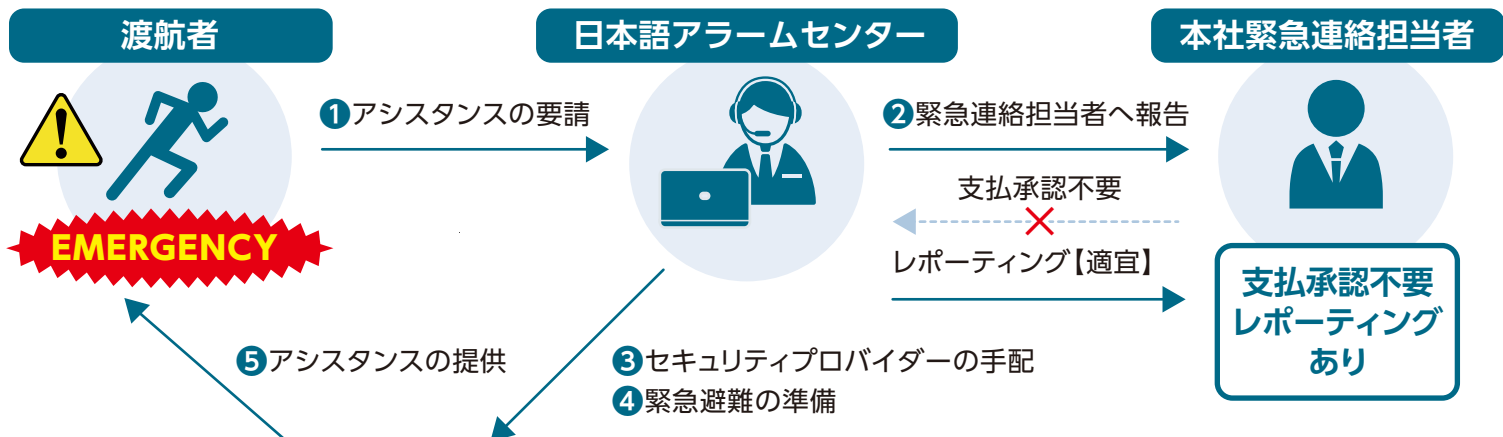 渡航者
日本語アラームセンター
本社緊急連絡担当者
❶アシスタンスの要請
❷緊急連絡担当者へ報告
支払承認不要
レポーティング【適宜】
EMERGENCY
支払承認不要
レポーティング
あり
❺アシスタンスの提供
❸セキュリティプロバイダーの手配
❹緊急避難の準備